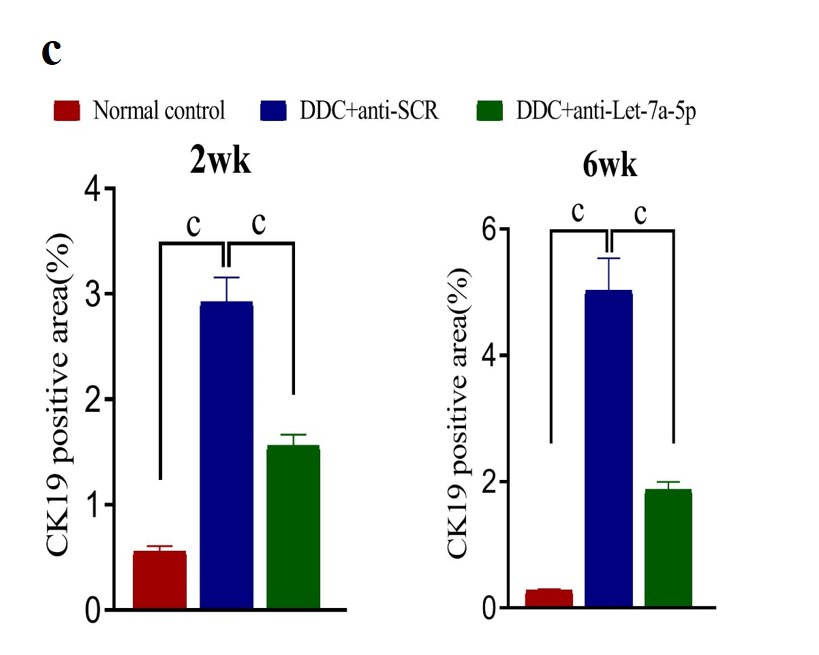 c
Normal control DDC+anti-SCR DDC+anti-Let-7a-5p
2wk
CK19 positive area(%)
4
3
2
1
0
c c
6wk
CK19 positive area(%)
6
4
2
0
c c